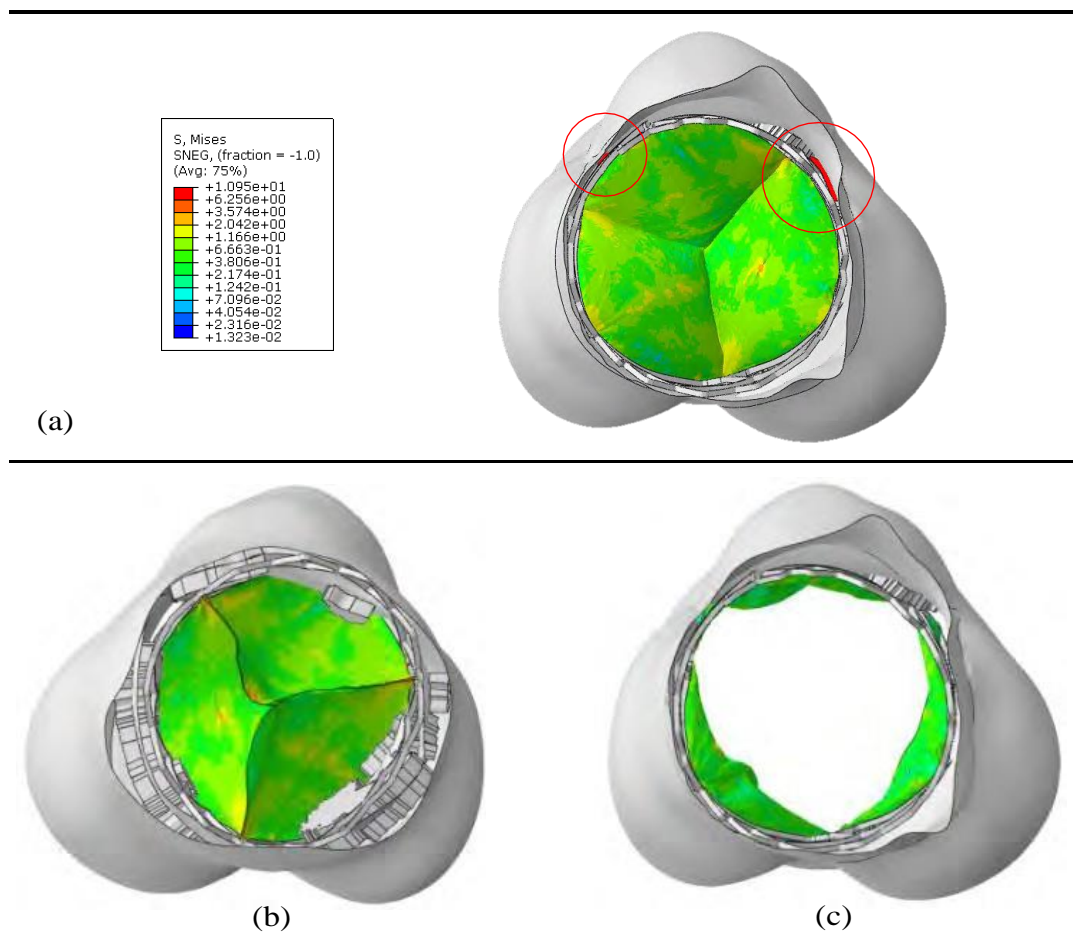 S, Mises
SNEG, (fraction = -1.0)
(Avg: 75%)
+1.095e+01
+6.256e+00
+3.574e+00
+2.042e+00
+1.166e+00
+6.663e-01
+3.806e-01
+2.174e-01
+1.242e-01
+7.096e-02
+4.054e-02
+2.316e-02
+1.323e-02
(a)
(b)
(c)